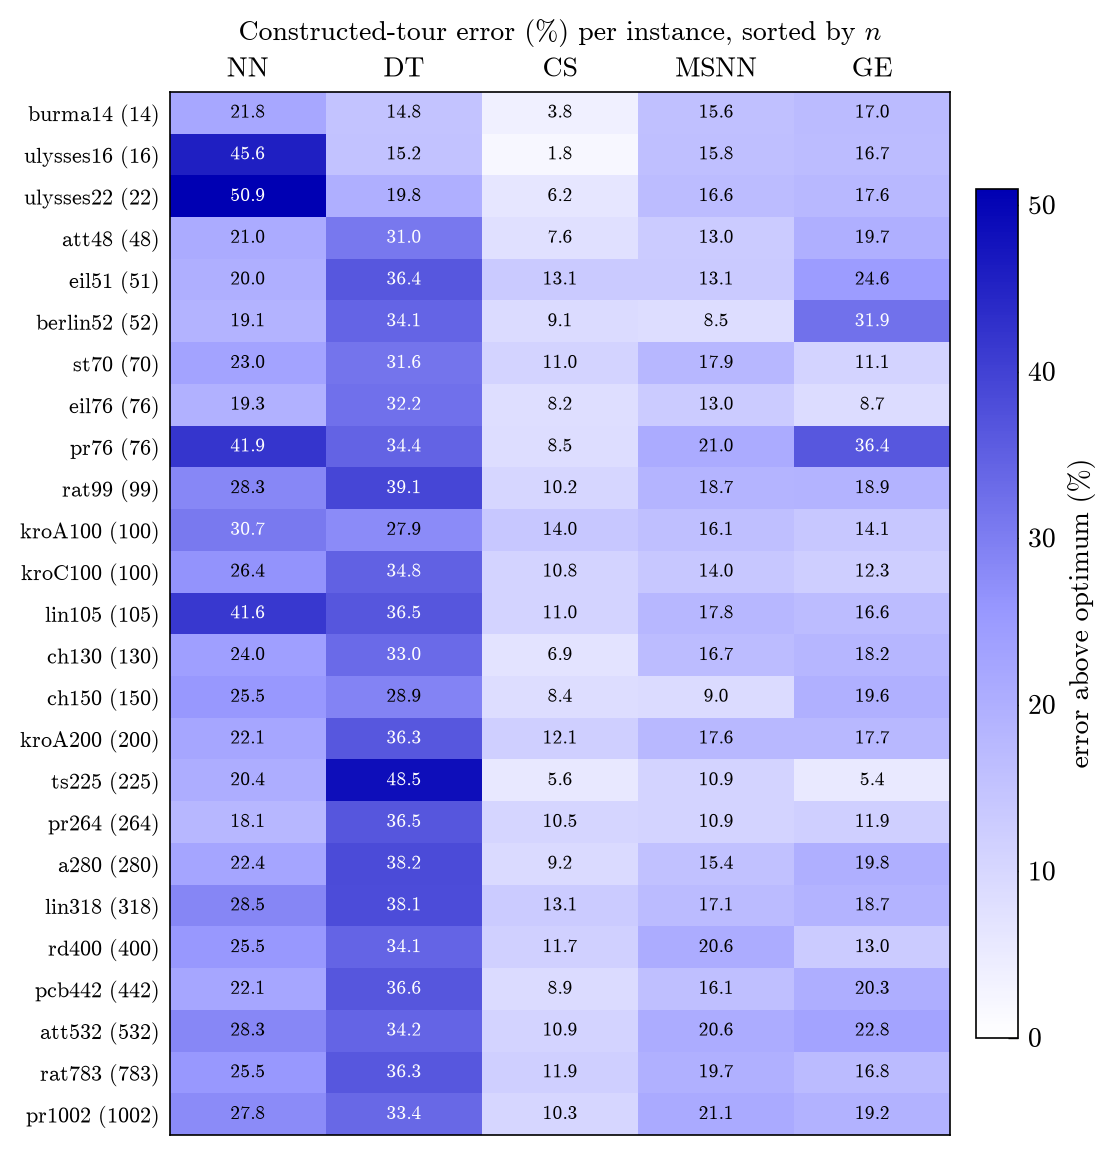 Constructed-tour error (%) per instance, sorted by n
NN DT CS MSNN GE
burma14 (14) 21.8 14.8 3.8 15.6 17.0
ulysses16 (16) 45.6 15.2 1.8 15.8 16.7
ulysses22 (22) 50.9 19.8 6.2 16.6 17.6
att48 (48) 21.0 31.0 7.6 13.0 19.7
eil51 (51) 20.0 36.4 13.1 13.1 24.6
berlin52 (52) 19.1 34.1 9.1 8.5 31.9
st70 (70) 23.0 31.6 11.0 17.9 11.1
eil76 (76) 19.3 32.2 8.2 13.0 8.7
pr76 (76) 41.9 34.4 8.5 21.0 36.4
rat99 (99) 28.3 39.1 10.2 18.7 18.9
kroA100 (100) 30.7 27.9 14.0 16.1 14.1
kroC100 (100) 26.4 34.8 10.8 14.0 12.3
lin105 (105) 41.6 36.5 11.0 17.8 16.6
ch130 (130) 24.0 33.0 6.9 16.7 18.2
ch150 (150) 25.5 28.9 8.4 9.0 19.6
kroA200 (200) 22.1 36.3 12.1 17.6 17.7
ts225 (225) 20.4 48.5 5.6 10.9 5.4
pr264 (264) 18.1 36.5 10.5 10.9 11.9
a280 (280) 22.4 38.2 9.2 15.4 19.8
lin318 (318) 28.5 38.1 13.1 17.1 18.7
rd400 (400) 25.5 34.1 11.7 20.6 13.0
pcb442 (442) 22.1 36.6 8.9 16.1 20.3
att532 (532) 28.3 34.2 10.9 20.6 22.8
rat783 (783) 25.5 36.3 11.9 19.7 16.8
pr1002 (1002) 27.8 33.4 10.3 21.1 19.2
50
40
30
20
10
0
error above optimum (%)